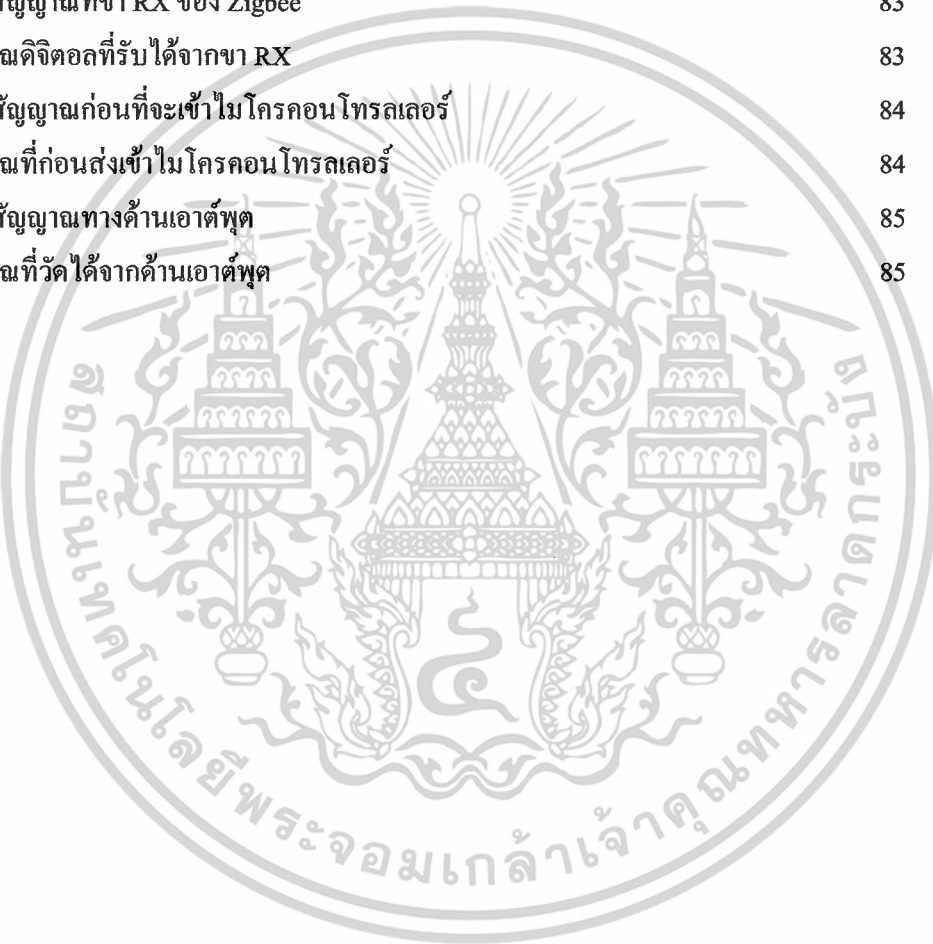 สัญญาณที่ขา RX ของ Zigbee 83
ณดิจิตอลที่รับได้จากขา RX 83
สัญญาณก่อนที่จะเข้าไมโครคอนโทรลเลอร์ 84
ณที่ก่อนส่งเข้าไมโครคอนโทรลเลอร์ 84
สัญญาณทางด้านเอาต์พุต 85
ณที่วัดได้จากด้านเอาต์พุต 85
สถาบันเทคโนโลยีพระจอมเกล้าเจ้าคุณทหารลาดกระบัง
๔